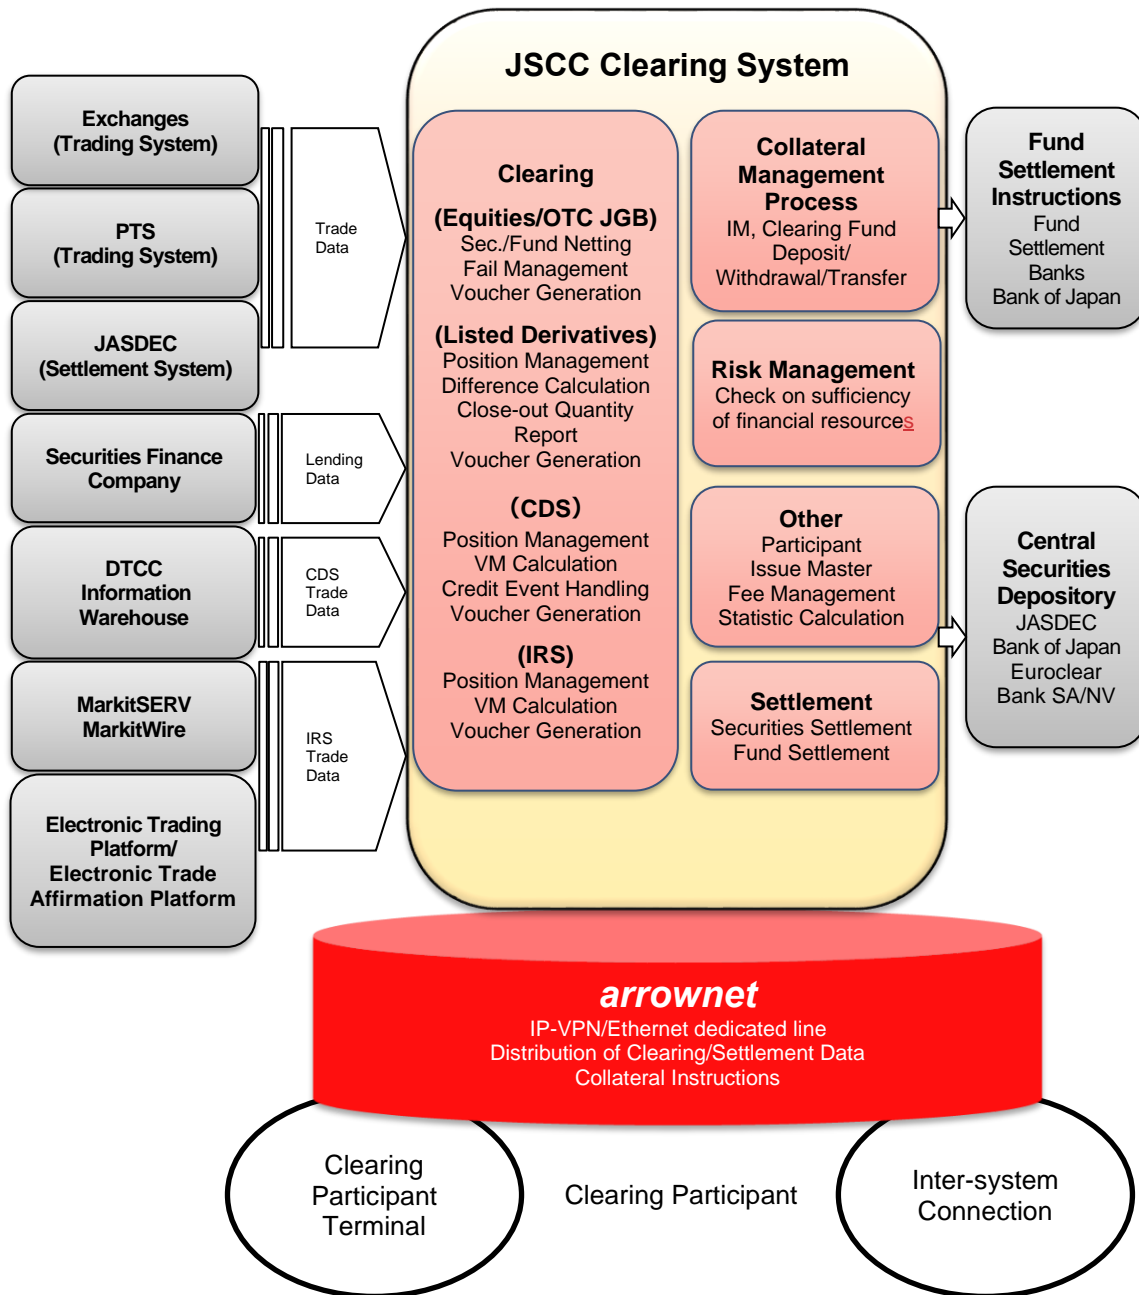 JSCC Clearing System
Exchanges
(Trading System)
PTS
(Trading System)
JASDEC
(Settlement System)
Securities Finance
Company
DTCC
Information
Warehouse
MarkitSERV
MarkitWire
Electronic Trading
Platform/
Electronic Trade
Affirmation Platform
Trade
Data
Lending
Data
CDS
Trade
Data
IRS
Trade
Data
Clearing
(Equities/OTC JGB)
Sec./Fund Netting
Fail Management
Voucher Generation
(Listed Derivatives)
Position Management
Difference Calculation
Close-out Quantity
Report
Voucher Generation
(CDS)
Position Management
VM Calculation
Credit Event Handling
Voucher Generation
(IRS)
Position Management
VM Calculation
Voucher Generation
Collateral
Management
Process
IM, Clearing Fund
Deposit/
Withdrawal/Transfer
Risk Management
Check on sufficiency
of financial resources
Other
Participant
Issue Master
Fee Management
Statistic Calculation
Settlement
Securities Settlement
Fund Settlement
Fund
Settlement
Instructions
Fund
Settlement
Banks
Bank of Japan
Central
Securities
Depository
JASDEC
Bank of Japan
Euroclear
Bank SA/NV
arrownet
IP-VPN/Ethernet dedicated line
Distribution of Clearing/Settlement Data
Collateral Instructions
Clearing
Participant
Terminal
Clearing Participant
Inter-system
Connection